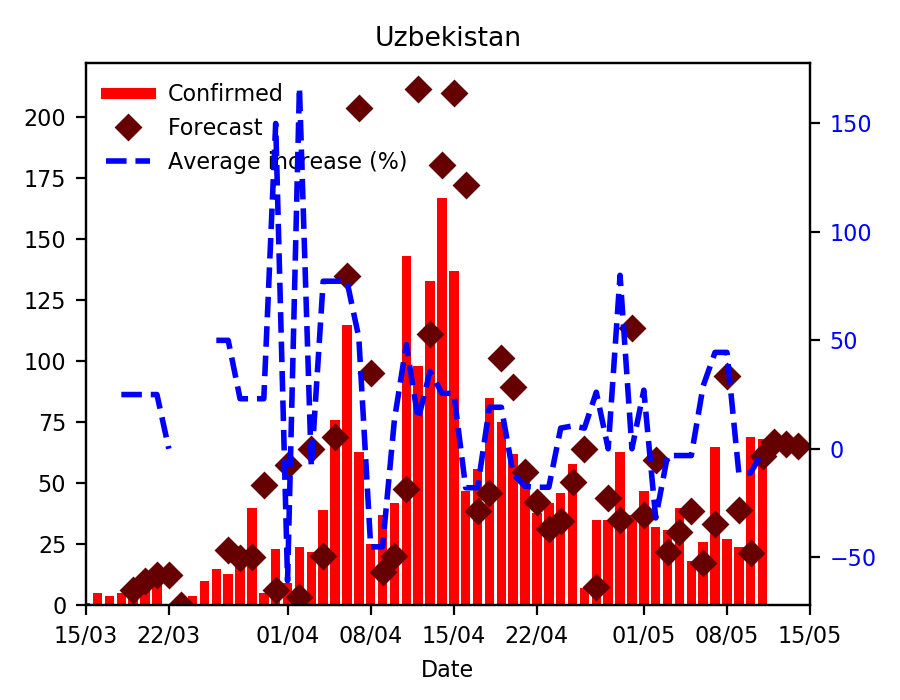 Uzbekistan
Confirmed
Forecast
Average increase (%)
200
175
150
125
100
75
50
25
0
150
100
50
0
−50
15/03 22/03 01/04 08/04 15/04 22/04 01/05 08/05 15/05
Date